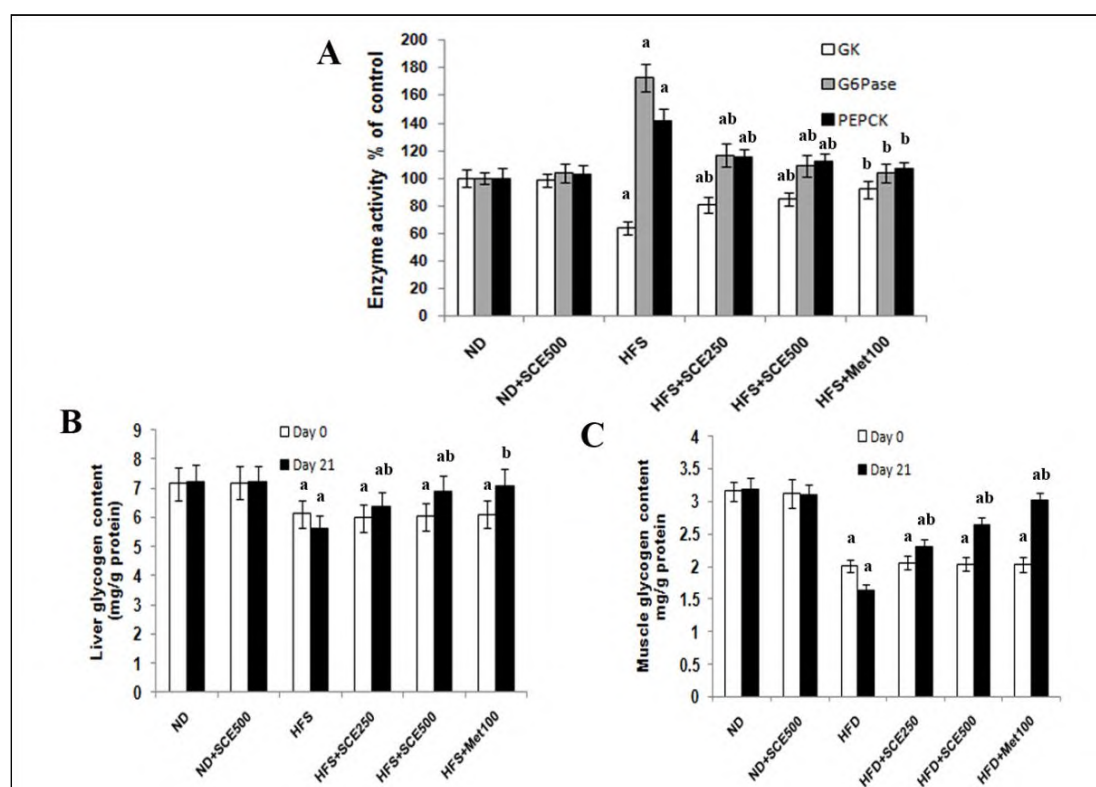 A
200
180
160
140
120
100
80
60
40
20
0
Enzyme activity % of control
GK
G6Pase
PEPCK
a
a
a
ab
ab
ab
ab
ab
ab
b
b
b
ND
ND+SCE500
HFS
HFS+SCE250
HFS+SCE500
HFS+Met100
B
9
8
7
6
5
4
3
2
1
0
Liver glycogen content
(mg/g protein)
Day 0
Day 21
a
a
a
ab
a
ab
a
b
ND
ND+SCE500
HFS
HFS+SCE250
HFS+SCE500
HFS+Met100
C
4
3.5
3
2.5
2
1.5
1
0.5
0
Muscle glycogen content
mg/g protein
Day 0
Day 21
a
a
a
ab
a
ab
a
ab
ND
ND+SCE500
HFD
HFD+SCE250
HFD+SCE500
HFD+Met100